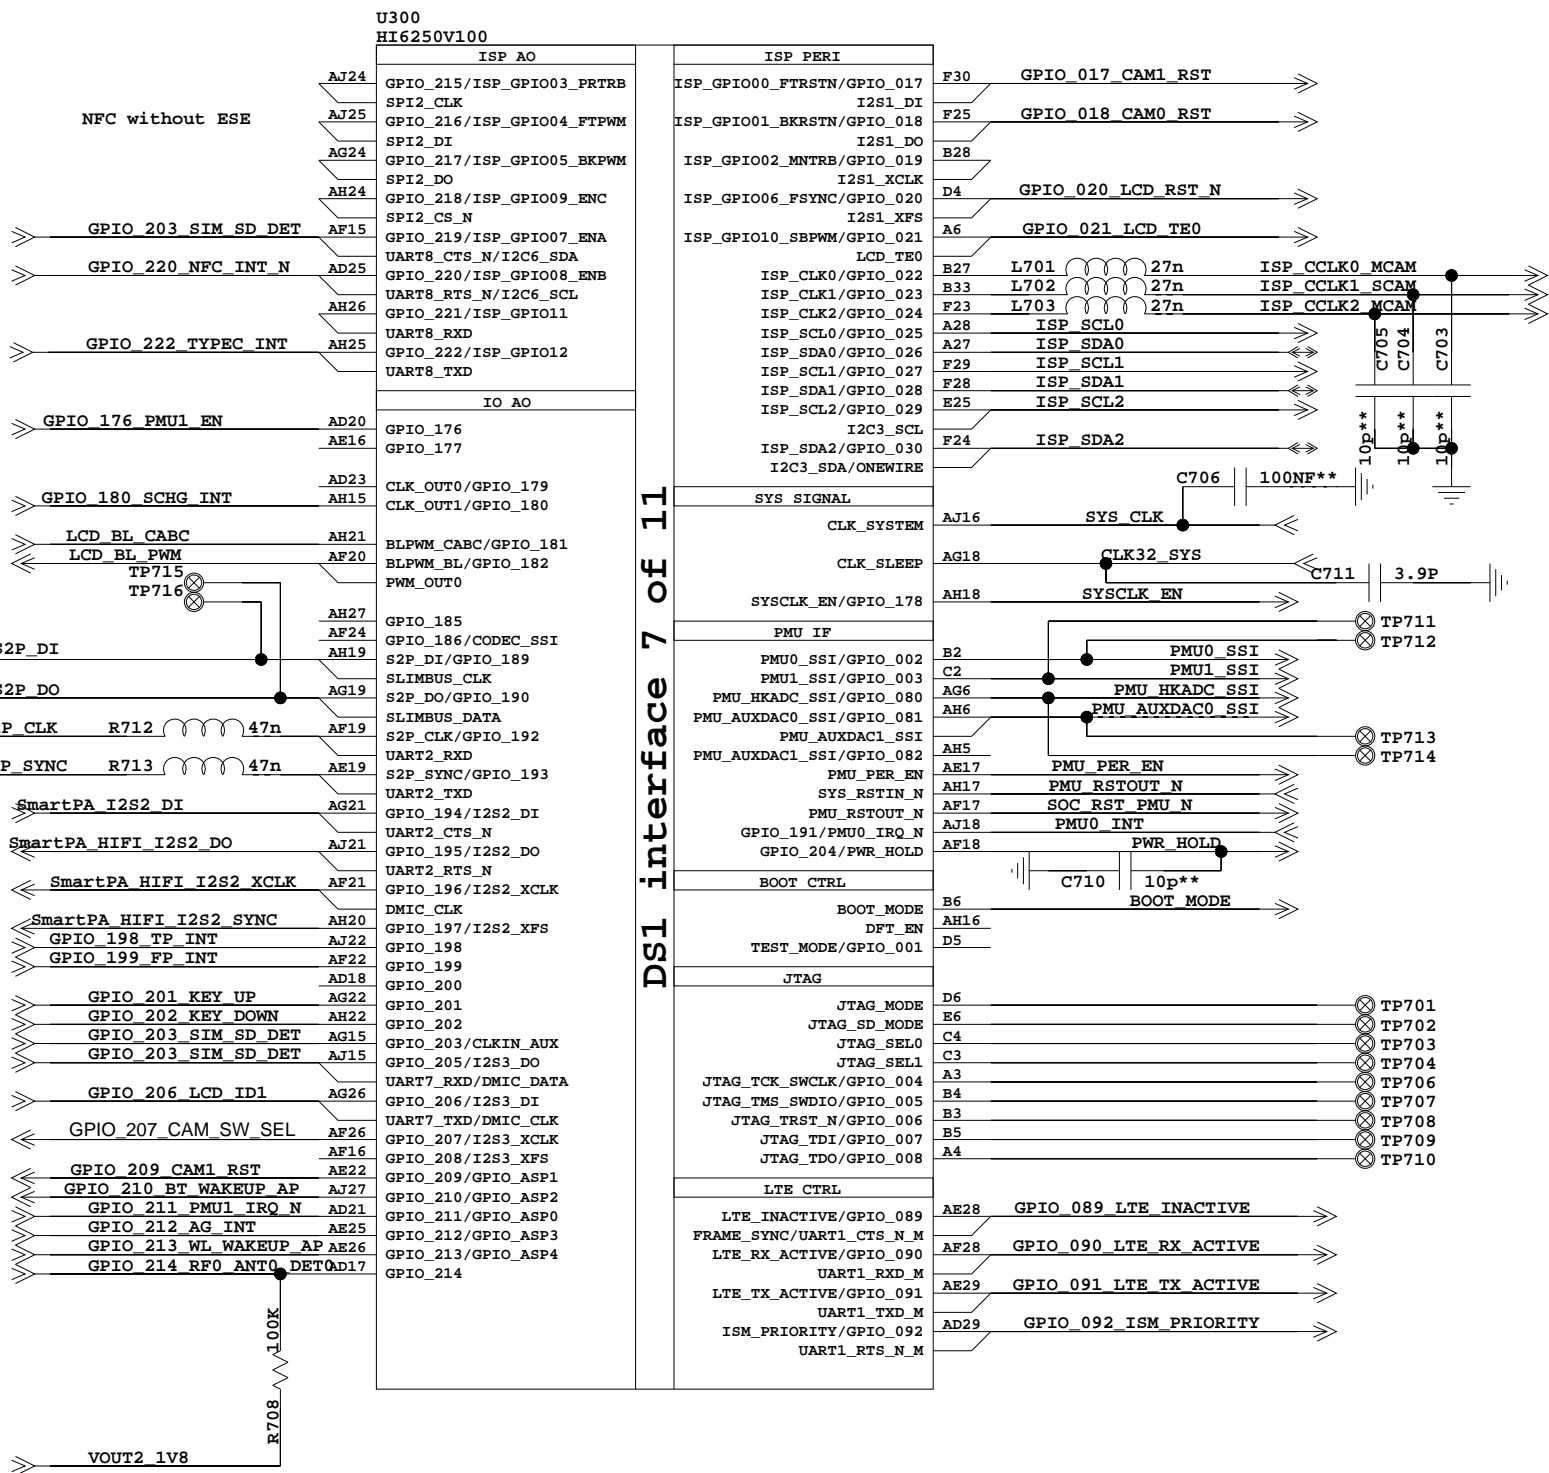 U300
HI6250V100
ISP AO
AJ24 GPIO_215/ISP_GPIO03_PRTRB
SPI2_CLK
NFC without ESE
AJ25 GPIO_216/ISP_GPIO04_FTPWM
SPI2_DI
AG24 GPIO_217/ISP_GPIO05_BKPWM
SPI2_DO
AH24 GPIO_218/ISP_GPIO09_ENC
SPI2_CS_N
GPIO_203_SIM_SD_DET AF15 GPIO_219/ISP_GPIO07_ENA
UART8_CTS_N/I2C6_SDA
GPIO_220_NFC_INT_N AD25 GPIO_220/ISP_GPIO08_ENB
UART8_RTS_N/I2C6_SCL
AH26 GPIO_221/ISP_GPIO11
UART8_RXD
GPIO_222_TYPEC_INT AH25 GPIO_222/ISP_GPIO12
UART8_TXD
IO AO
GPIO_176_PMU1_EN AD20 GPIO_176
AE16 GPIO_177
AD23 CLK_OUT0/GPIO_179
GPIO_180_SCHG_INT AH15 CLK_OUT1/GPIO_180
LCD_BL_CABC AH21 BLPWM_CABC/GPIO_181
LCD_BL_PWM AF20 BLPWM_BL/GPIO_182
TP715 PWM_OUT0
TP716
AH27 GPIO_185
AF24 GPIO_186/CODEC_SSI
S2P_DI AH19 S2P_DI/GPIO_189
SLIMBUS_CLK
S2P_DO AG19 S2P_DO/GPIO_190
SLIMBUS_DATA
P_CLK R712 47n AF19 S2P_CLK/GPIO_192
UART2_RXD
P_SYNC R713 47n AE19 S2P_SYNC/GPIO_193
UART2_TXD
SmartPA_I2S2_DI AG21 GPIO_194/I2S2_DI
UART2_CTS_N
SmartPA_HIFI_I2S2_DO AJ21 GPIO_195/I2S2_DO
UART2_RTS_N
SmartPA_HIFI_I2S2_XCLK AF21 GPIO_196/I2S2_XCLK
DMIC_CLK
SmartPA_HIFI_I2S2_SYNC AH20 GPIO_197/I2S2_XFS
GPIO_198_TP_INT AJ22 GPIO_198
GPIO_199_FP_INT AF22 GPIO_199
AD18 GPIO_200
GPIO_201_KEY_UP AG22 GPIO_201
GPIO_202_KEY_DOWN AH22 GPIO_202
GPIO_203_SIM_SD_DET AG15 GPIO_203/CLKIN_AUX
GPIO_203_SIM_SD_DET AJ15 GPIO_205/I2S3_DO
UART7_RXD/DMIC_DATA
GPIO_206_LCD_ID1 AG26 GPIO_206/I2S3_DI
UART7_TXD/DMIC_CLK
GPIO_207_CAM_SW_SEL AF26 GPIO_207/I2S3_XCLK
AF16 GPIO_208/I2S3_XFS
GPIO_209_CAM1_RST AE22 GPIO_209/GPIO_ASP1
GPIO_210_BT_WAKEUP_AP AJ27 GPIO_210/GPIO_ASP2
GPIO_211_PMU1_IRQ_N AD21 GPIO_211/GPIO_ASP0
GPIO_212_AG_INT AE25 GPIO_212/GPIO_ASP3
GPIO_213_WL_WAKEUP_AP AE26 GPIO_213/GPIO_ASP4
GPIO_214_RF0_ANT0_DET0 AD17 GPIO_214
100K
R708
VOUT2_1V8
DS1 interface 7 of 11
ISP PERI
ISP_GPIO00_FTRSTN/GPIO_017 F30 GPIO_017_CAM1_RST
I2S1_DI
ISP_GPIO01_BKRSTN/GPIO_018 F25 GPIO_018_CAM0_RST
I2S1_DO
ISP_GPIO02_MNTRB/GPIO_019 B28
I2S1_XCLK
ISP_GPIO06_FSYNC/GPIO_020 D4 GPIO_020_LCD_RST_N
I2S1_XFS
ISP_GPIO10_SBPWM/GPIO_021 A6 GPIO_021_LCD_TE0
LCD_TE0
ISP_CLK0/GPIO_022 B27 L701 27n ISP_CCLK0_MCAM
ISP_CLK1/GPIO_023 B33 L702 27n ISP_CCLK1_SCAM
ISP_CLK2/GPIO_024 F23 L703 27n ISP_CCLK2_MCAM
ISP_SCL0/GPIO_025 A28 ISP_SCL0
ISP_SDA0/GPIO_026 A27 ISP_SDA0
ISP_SCL1/GPIO_027 F29 ISP_SCL1
ISP_SDA1/GPIO_028 F28 ISP_SDA1
ISP_SCL2/GPIO_029 E25 ISP_SCL2
I2C3_SCL
ISP_SDA2/GPIO_030 F24 ISP_SDA2
I2C3_SDA/ONEWIRE
C705 C704 C703
10p** 10p** 10p**
SYS SIGNAL
C706 100NF**
CLK_SYSTEM AJ16 SYS_CLK
CLK_SLEEP AG18 CLK32_SYS
C711 3.9P
SYSCLK_EN/GPIO_178 AH18 SYSCLK_EN
TP711
PMU IF
TP712
PMU0_SSI/GPIO_002 B2 PMU0_SSI
PMU1_SSI/GPIO_003 C2 PMU1_SSI
PMU_HKADC_SSI/GPIO_080 AG6 PMU_HKADC_SSI
PMU_AUXDAC0_SSI/GPIO_081 AH6 PMU_AUXDAC0_SSI
PMU_AUXDAC1_SSI TP713
PMU_AUXDAC1_SSI/GPIO_082 AH5 TP714
PMU_PER_EN AE17 PMU_PER_EN
SYS_RSTIN_N AH17 PMU_RSTOUT_N
PMU_RSTOUT_N AF17 SOC_RST_PMU_N
GPIO_191/PMU0_IRQ_N AJ18 PMU0_INT
GPIO_204/PWR_HOLD AF18 PWR_HOLD
C710 10p**
BOOT CTRL
BOOT_MODE B6 BOOT_MODE
DFT_EN AH16
TEST_MODE/GPIO_001 D5
JTAG
JTAG_MODE D6 TP701
JTAG_SD_MODE E6 TP702
JTAG_SEL0 C4 TP703
JTAG_SEL1 C3 TP704
JTAG_TCK_SWCLK/GPIO_004 A3 TP706
JTAG_TMS_SWDIO/GPIO_005 B4 TP707
JTAG_TRST_N/GPIO_006 B3 TP708
JTAG_TDI/GPIO_007 B5 TP709
JTAG_TDO/GPIO_008 A4 TP710
LTE CTRL
LTE_INACTIVE/GPIO_089 AE28 GPIO_089_LTE_INACTIVE
FRAME_SYNC/UART1_CTS_N_M
LTE_RX_ACTIVE/GPIO_090 AF28 GPIO_090_LTE_RX_ACTIVE
UART1_RXD_M
LTE_TX_ACTIVE/GPIO_091 AE29 GPIO_091_LTE_TX_ACTIVE
UART1_TXD_M
ISM_PRIORITY/GPIO_092 AD29 GPIO_092_ISM_PRIORITY
UART1_RTS_N_M